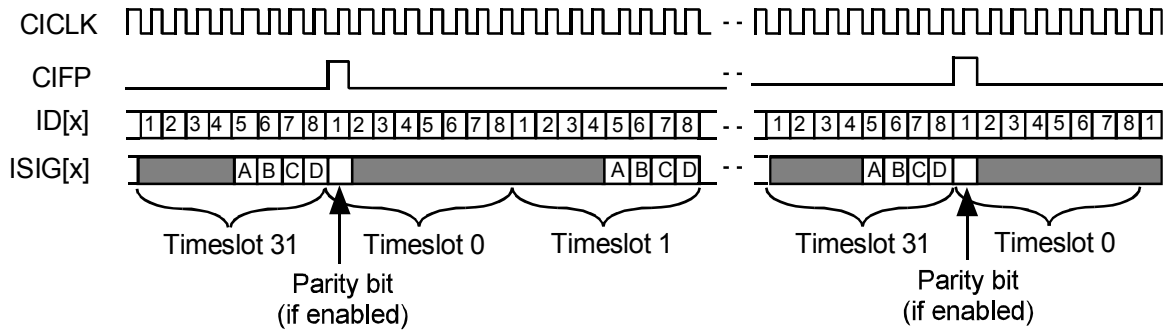 CICLK - -
CIFP - -
ID[x] 1 2 3 4 5 6 7 8 1 2 3 4 5 6 7 8 1 2 3 4 5 6 7 8 - - 1 2 3 4 5 6 7 8 1 2 3 4 5 6 7 8 1
ISIG[x] A B C D A B C D - - A B C D
Timeslot 31 Timeslot 0 Timeslot 1 Timeslot 31 Timeslot 0
Parity bit Parity bit
(if enabled) (if enabled)